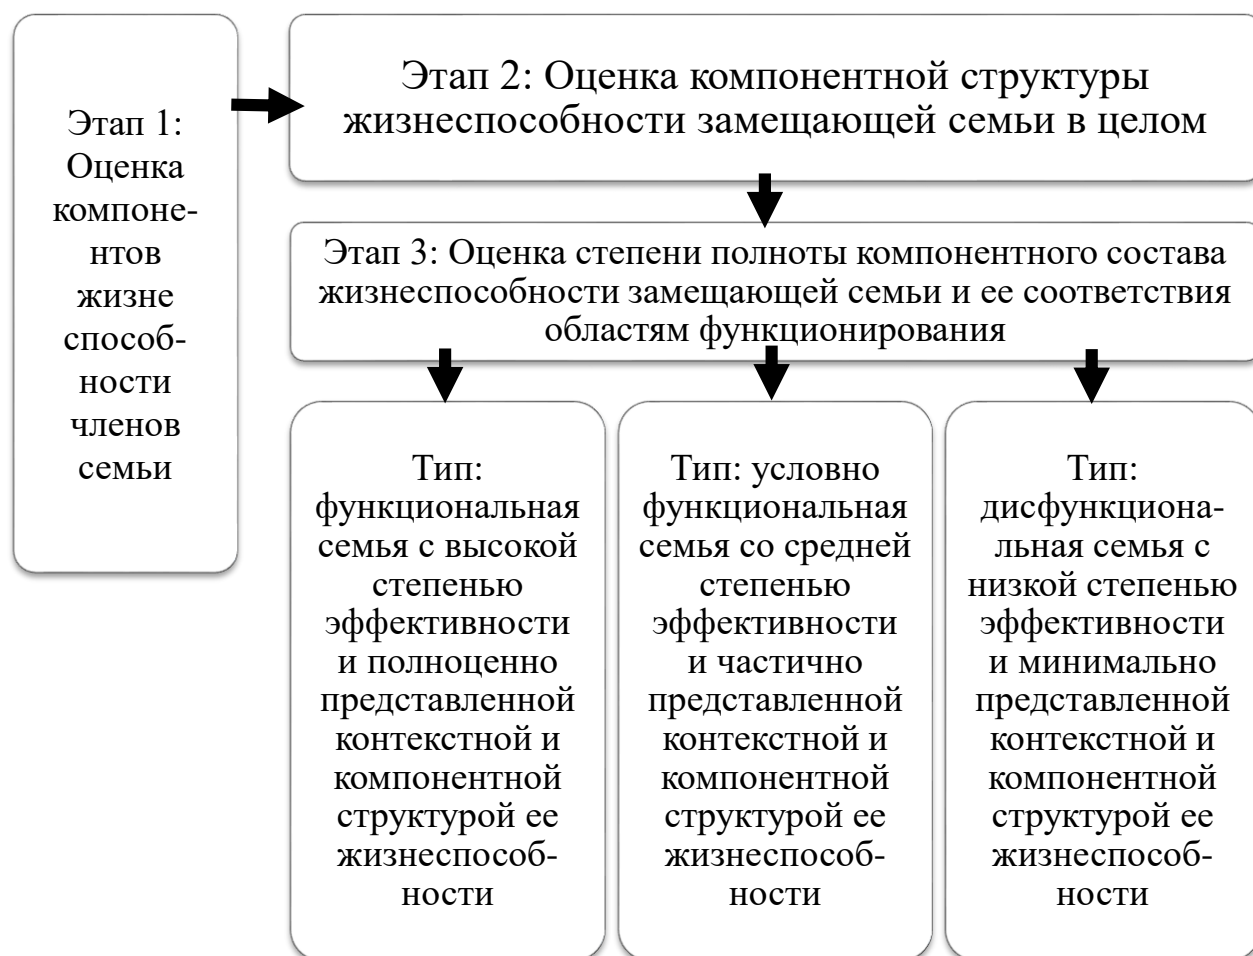 Этап 1:
Оценка
компоне-
нтов
жизне
способ-
ности
членов
семьи
Этап 2: Оценка компонентной структуры
жизнеспособности замещающей семьи в целом
Этап 3: Оценка степени полноты компонентного состава
жизнеспособности замещающей семьи и ее соответствия
областям функционирования
Тип:
функциональная
семья с высокой
степенью
эффективности
и полноценно
представленной
контекстной и
компонентной
структурой ее
жизнеспособ-
ности
Тип: условно
функциональная
семья со средней
степенью
эффективности
и частично
представленной
контекстной и
компонентной
структурой ее
жизнеспособ-
ности
Тип:
дисфункциона-
льная семья с
низкой степенью
эффективности
и минимально
представленной
контекстной и
компонентной
структурой ее
жизнеспособ-
ности